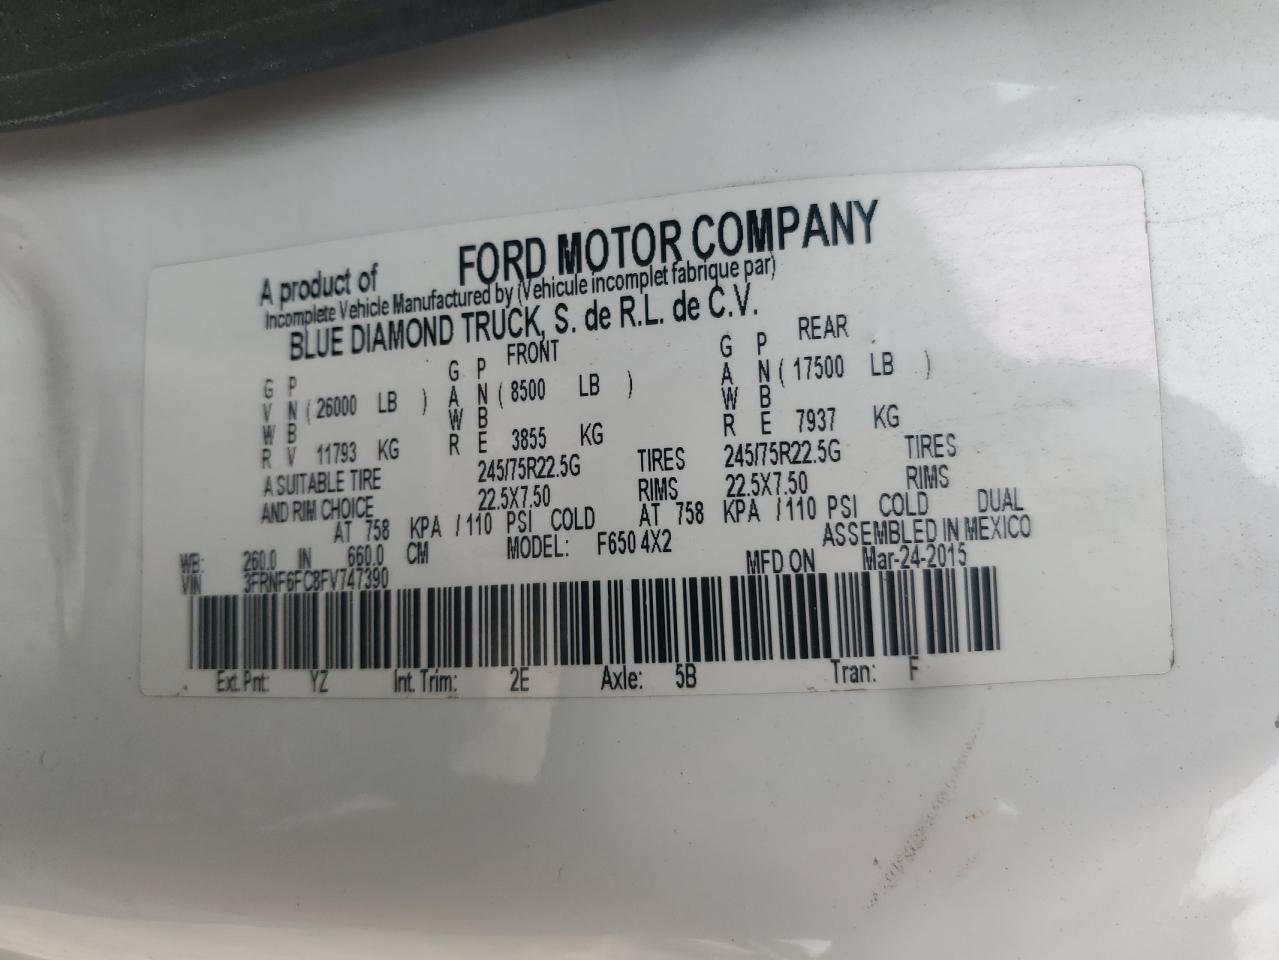 A product of FORD MOTOR COMPANY
Incomplete Vehicle Manufactured by (Vehicule incomplet fabrique par)
BLUE DIAMOND TRUCK, S. de R.L. de C.V.
FRONT REAR
G P G P G P
V N ( 26000 LB ) A N ( 8500 LB ) A N ( 17500 LB )
W B W B W B
R V 11793 KG R E 3855 KG R E 7937 KG
A SUITABLE TIRE 245/75R22.5G TIRES 245/75R22.5G TIRES
AND RIM CHOICE 22.5X7.50 RIMS 22.5X7.50 RIMS
AT 758 KPA / 110 PSI COLD AT 758 KPA / 110 PSI COLD DUAL
WB: 260.0 IN 660.0 CM MODEL: F650 4X2 ASSEMBLED IN MEXICO
VIN 3FRNF6FC8FV747390 MFD ON Mar-24-2015
Ext. Pnt: YZ Int. Trim: 2E Axle: 5B Tran: F